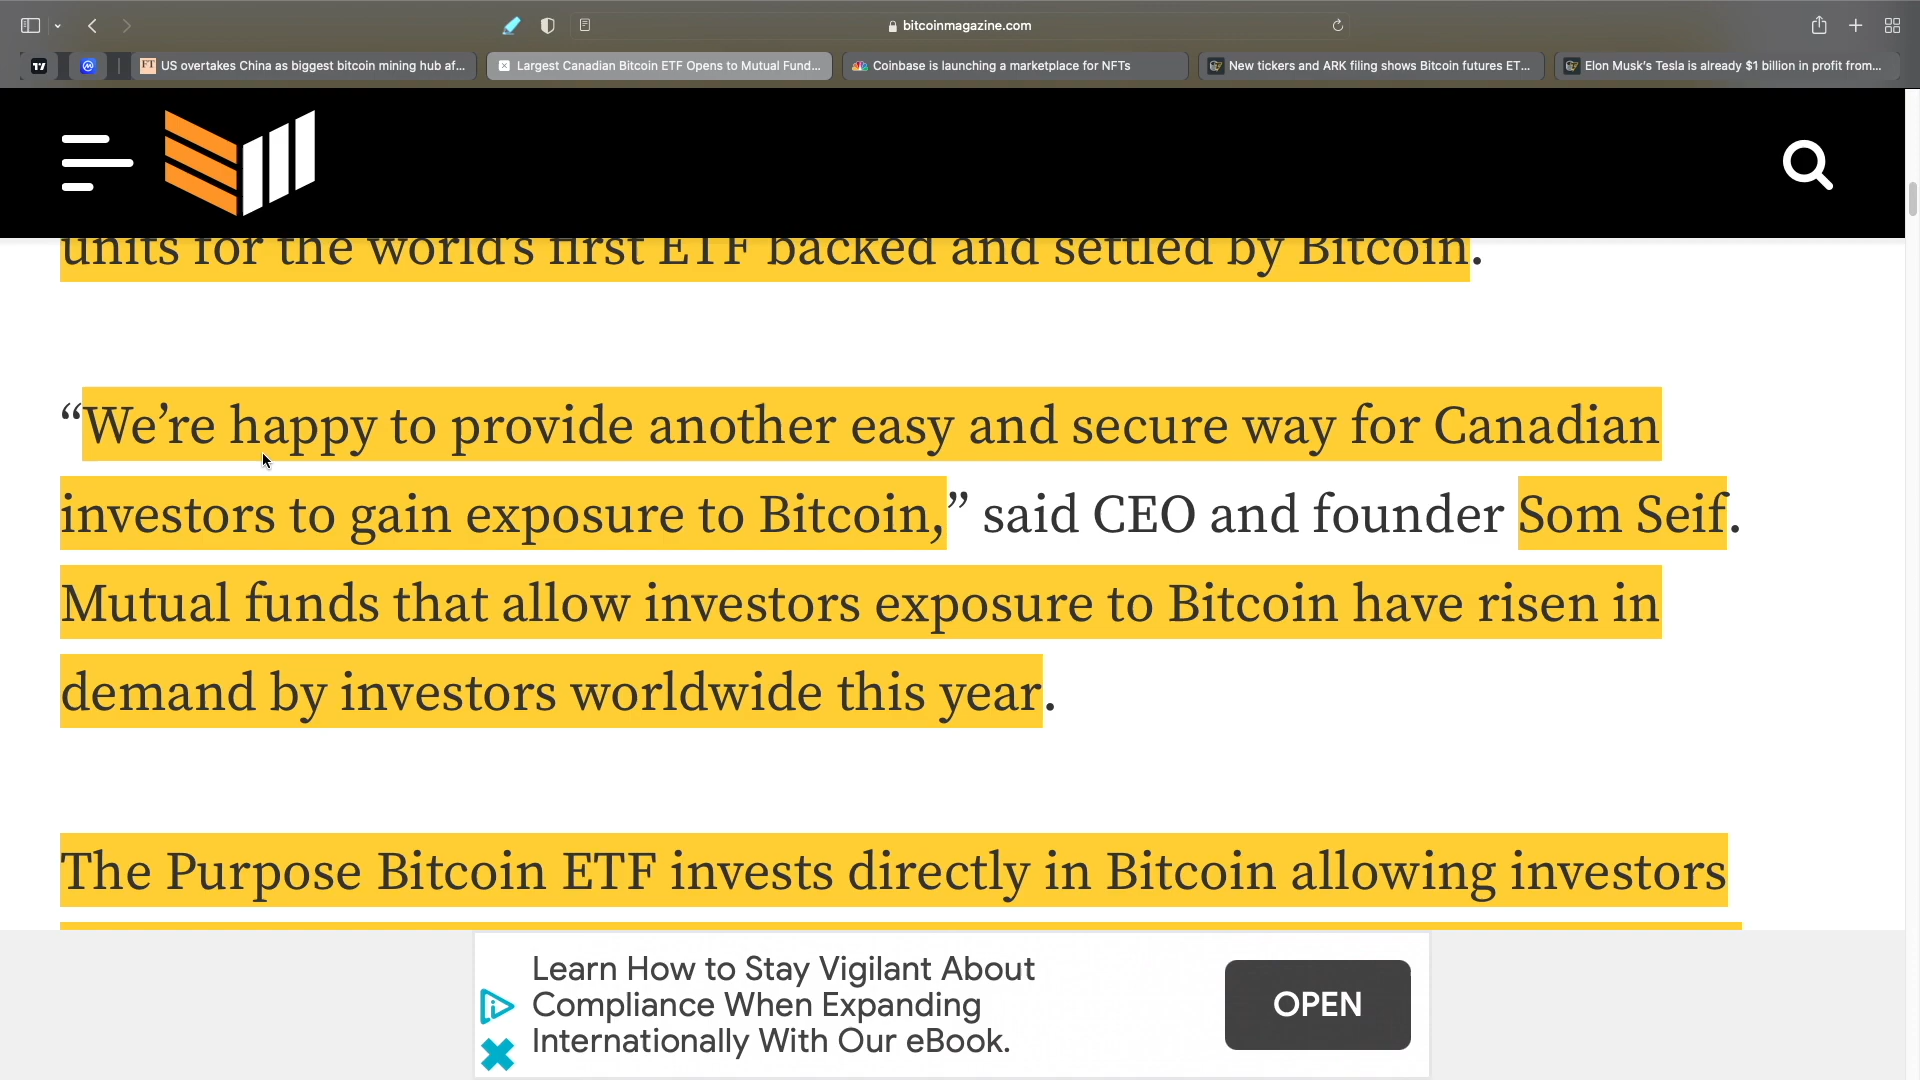 bitcoinmagazine.com
US overtakes China as biggest bitcoin mining hub af...
Largest Canadian Bitcoin ETF Opens to Mutual Fund...
Coinbase is launching a marketplace for NFTs
New tickers and ARK filing shows Bitcoin futures ET...
Elon Musk's Tesla is already $1 billion in profit from...
units for the world's first ETF backed and settled by Bitcoin.
“We’re happy to provide another easy and secure way for Canadian
investors to gain exposure to Bitcoin,” said CEO and founder Som Seif.
Mutual funds that allow investors exposure to Bitcoin have risen in
demand by investors worldwide this year.
The Purpose Bitcoin ETF invests directly in Bitcoin allowing investors
Learn How to Stay Vigilant About
Compliance When Expanding
Internationally With Our eBook.
OPEN